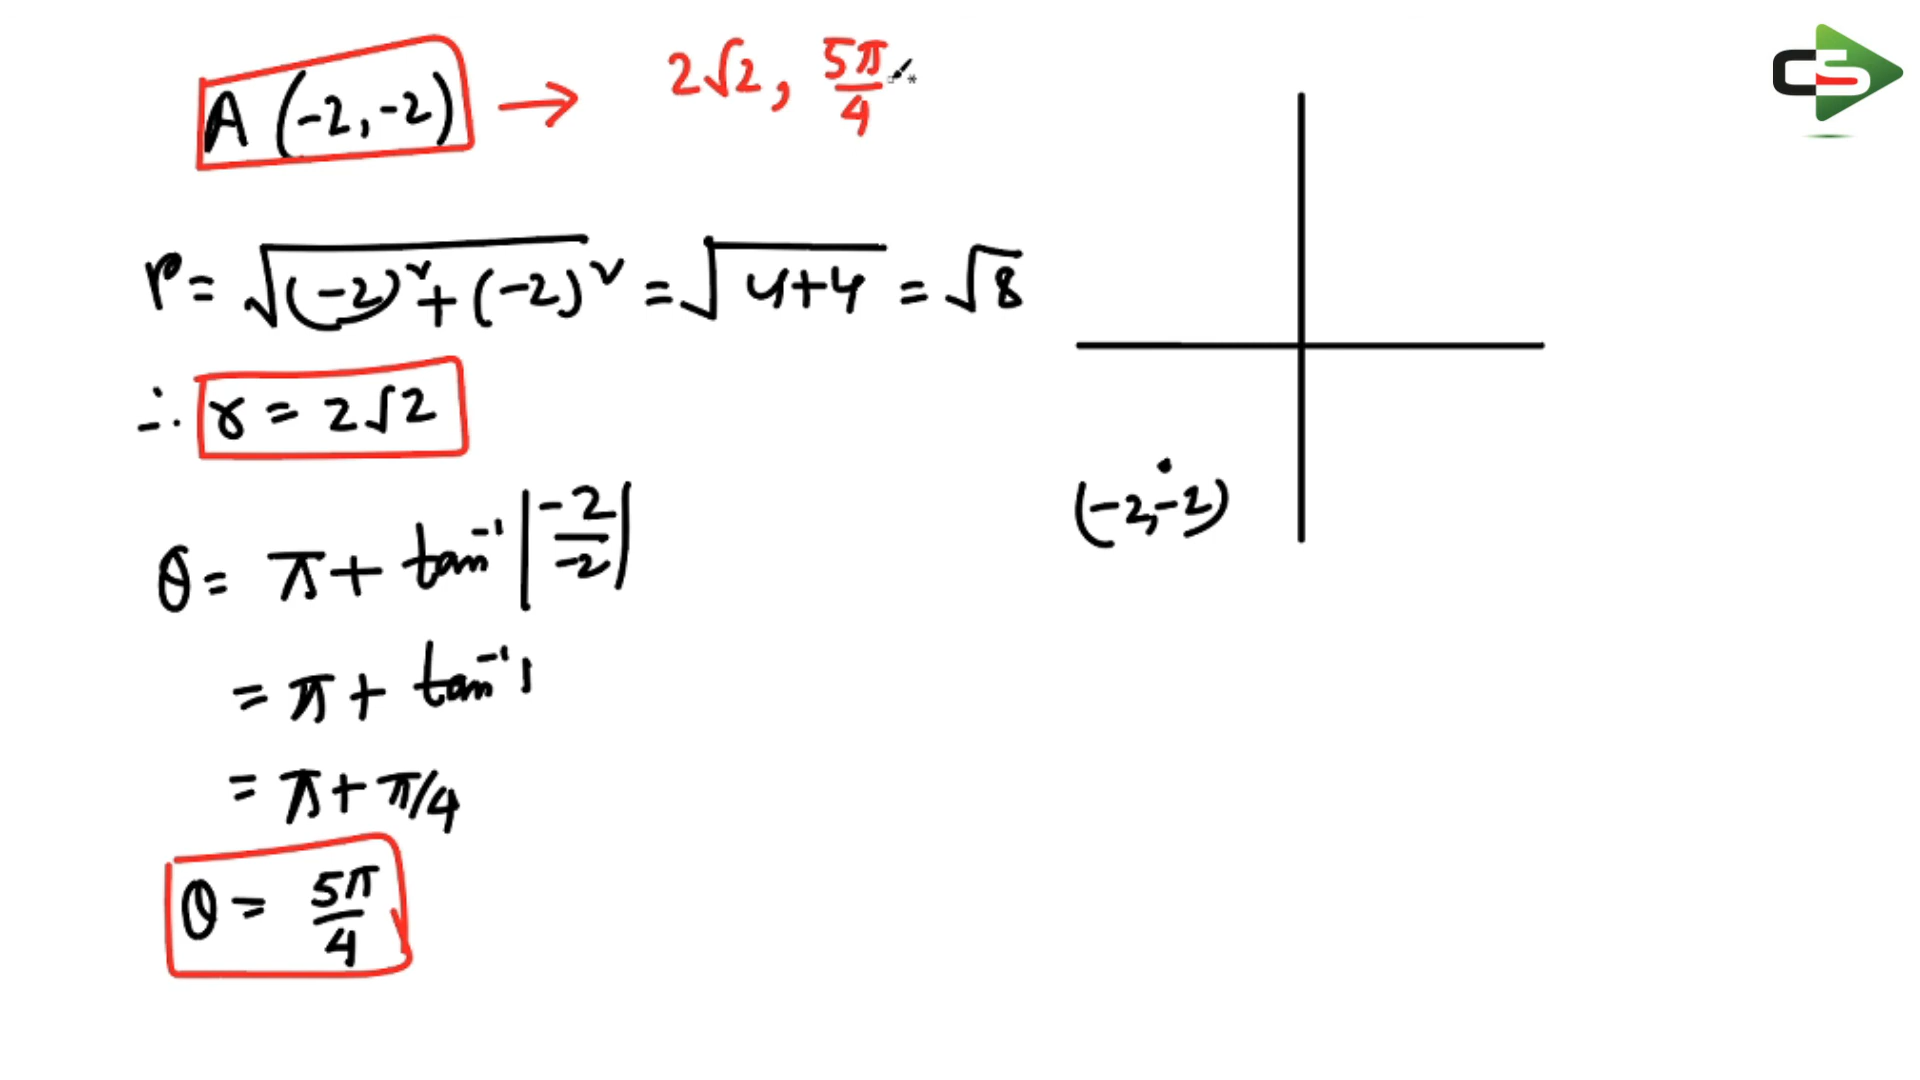 A (-2,-2) → 2√2, 5π/4
r = √((-2)² + (-2)²) = √(4+4) = √8
∴ r = 2√2
θ = π + tan⁻¹ |-2/-2|
= π + tan⁻¹ 1
= π + π/4
θ = 5π/4
(-2,-2)
CS